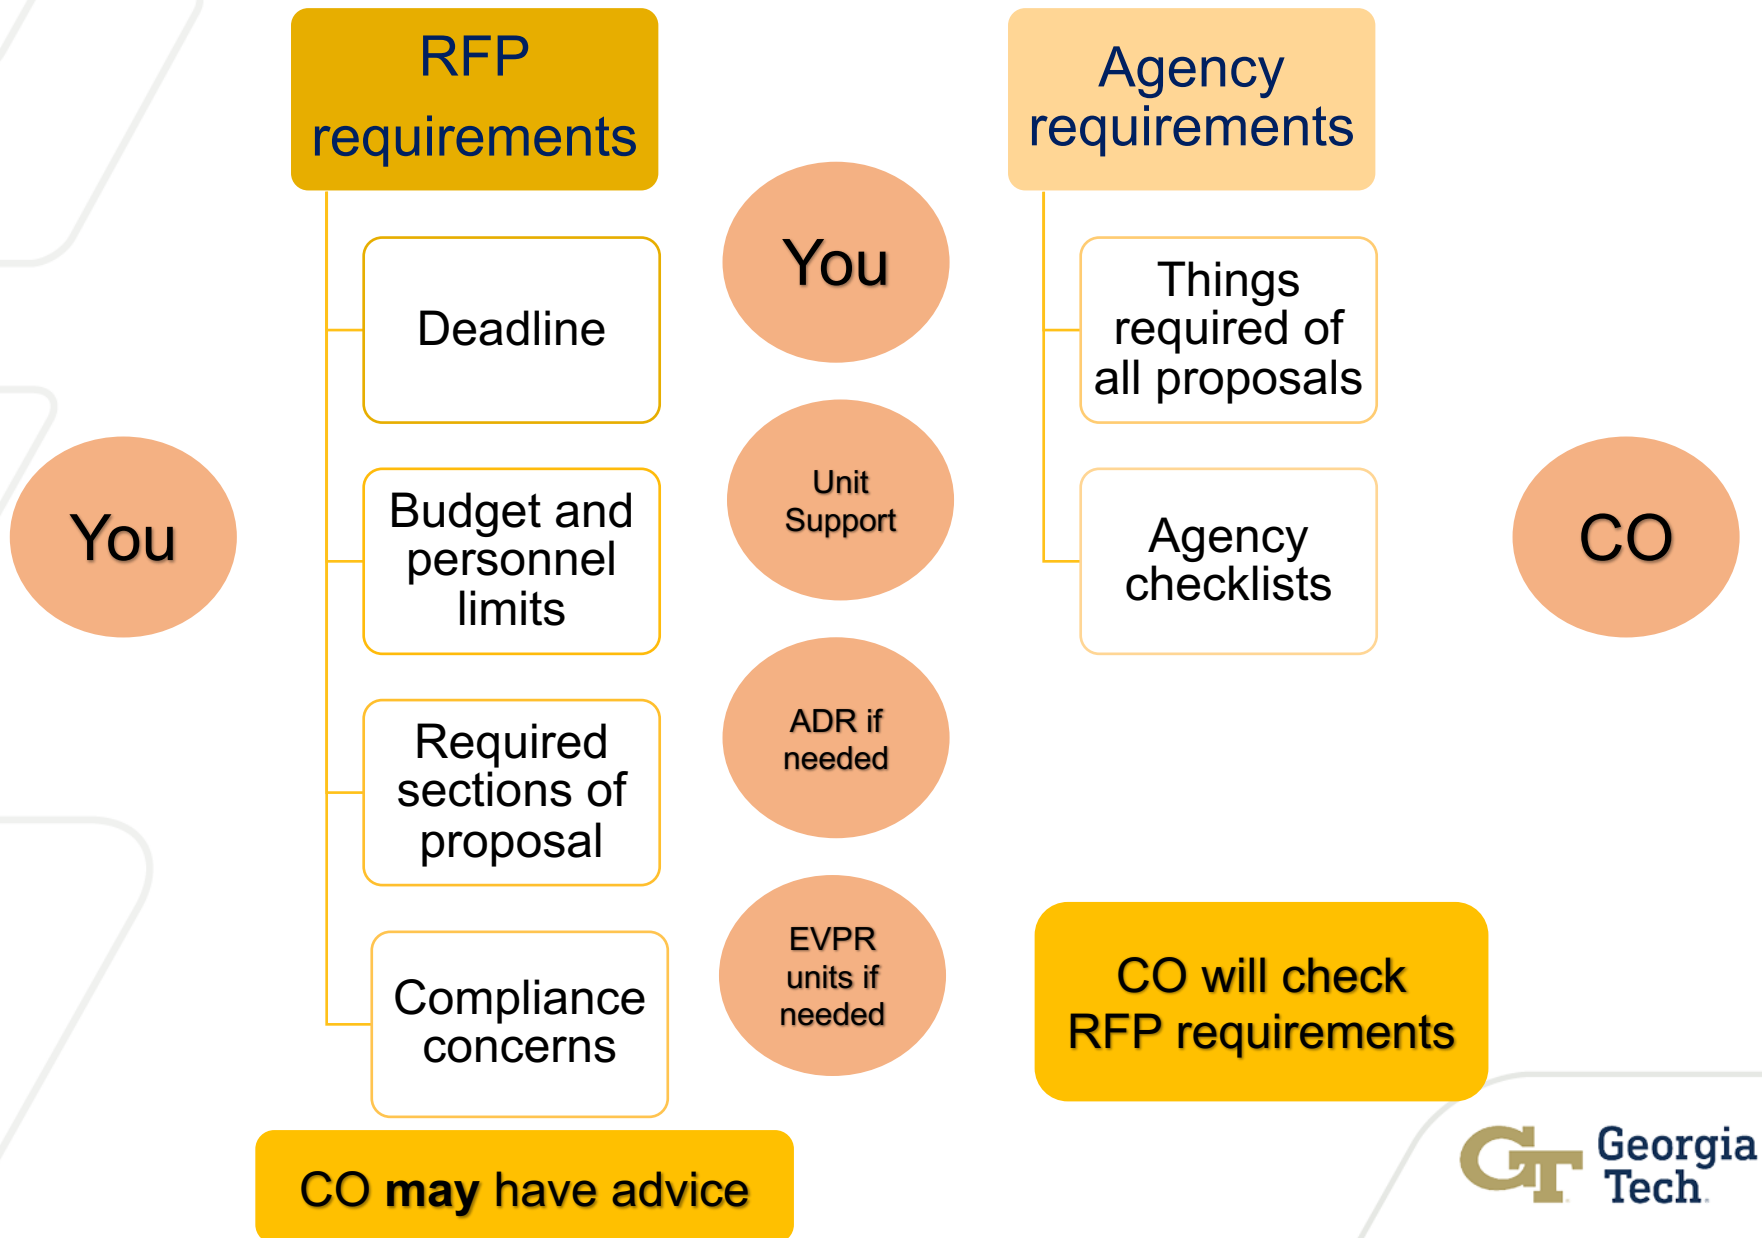 RFP
requirements
Deadline
Budget and
personnel
limits
Required
sections of
proposal
Compliance
concerns
You
You
Unit
Support
ADR if
needed
EVPR
units if
needed
Agency
requirements
Things
required of
all proposals
Agency
checklists
CO
CO will check
RFP requirements
CO may have advice
GT
Georgia
Tech